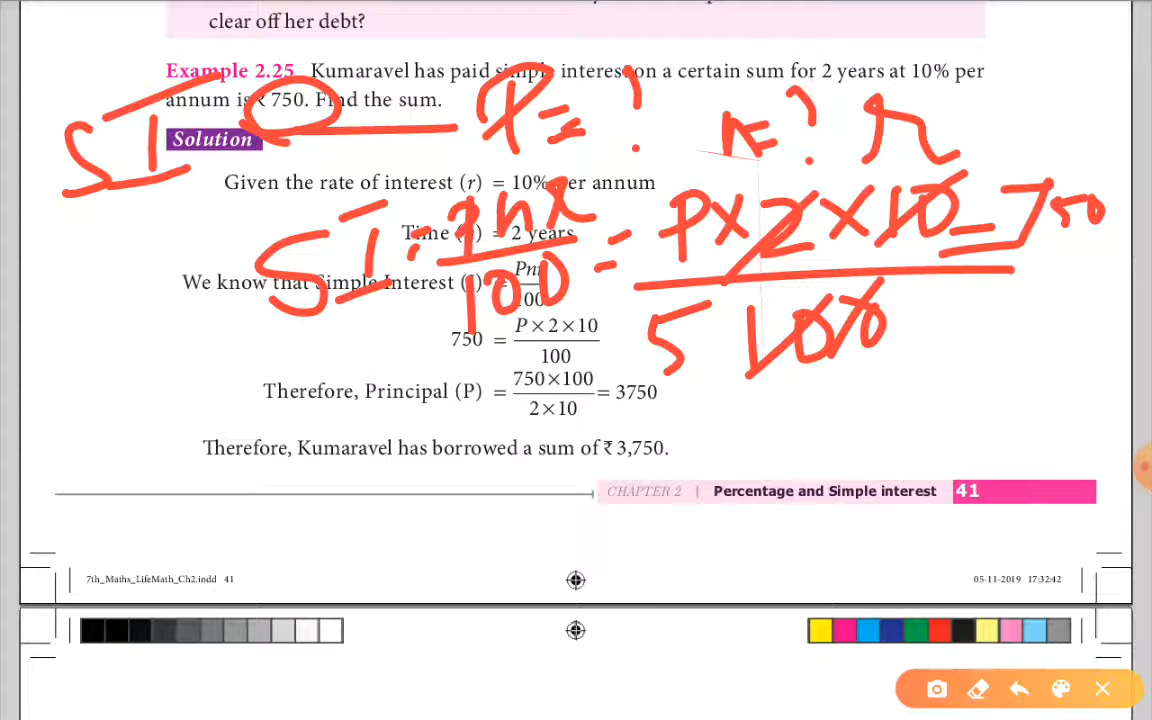 clear off her debt?
Example 2.25 Kumaravel has paid simple interest on a certain sum for 2 years at 10% per
annum is ₹ 750. Find the sum.
SI P = ? n = ? r
Solution
Given the rate of interest (r) = 10% per annum
Time (n) = 2 years
SI = Pnr/100 = P × 2 × 10/100 = 750
5
We know that Simple Interest (I) = Pnr/100
750 = P × 2 × 10/100
Therefore, Principal (P) = 750 × 100/2 × 10 = 3750
Therefore, Kumaravel has borrowed a sum of ₹ 3,750.
CHAPTER 2 | Percentage and Simple interest 41
7th_Maths_LifeMath_Ch2.indd 41 05-11-2019 17:32:42